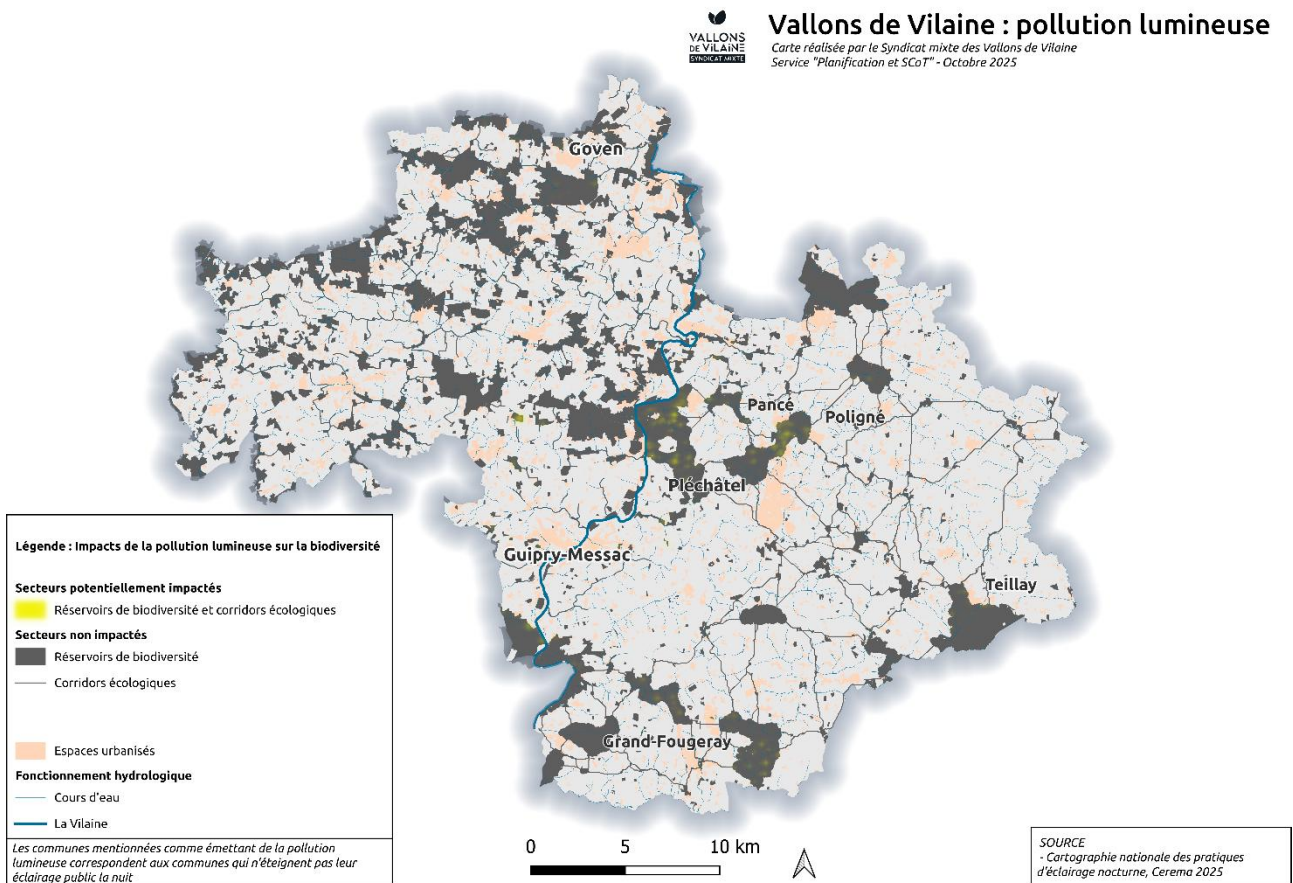 VALLONS
DE VILAINE
SYNDICAT MIXTE
Vallons de Vilaine : pollution lumineuse
Carte réalisée par le Syndicat mixte des Vallons de Vilaine
Service "Planification et SCoT" - Octobre 2025
Goven
Pancé
Poligné
Pléchâtel
Guipry-Messac
Teillay
Grand-Fougeray
Légende : Impacts de la pollution lumineuse sur la biodiversité
Secteurs potentiellement impactés
Réservoirs de biodiversité et corridors écologiques
Secteurs non impactés
Réservoirs de biodiversité
Corridors écologiques
Espaces urbanisés
Fonctionnement hydrologique
Cours d'eau
La Vilaine
Les communes mentionnées comme émettant de la pollution
lumineuse correspondent aux communes qui n'éteignent pas leur
éclairage public la nuit
0 5 10 km
SOURCE
- Cartographie nationale des pratiques
d'éclairage nocturne, Cerema 2025